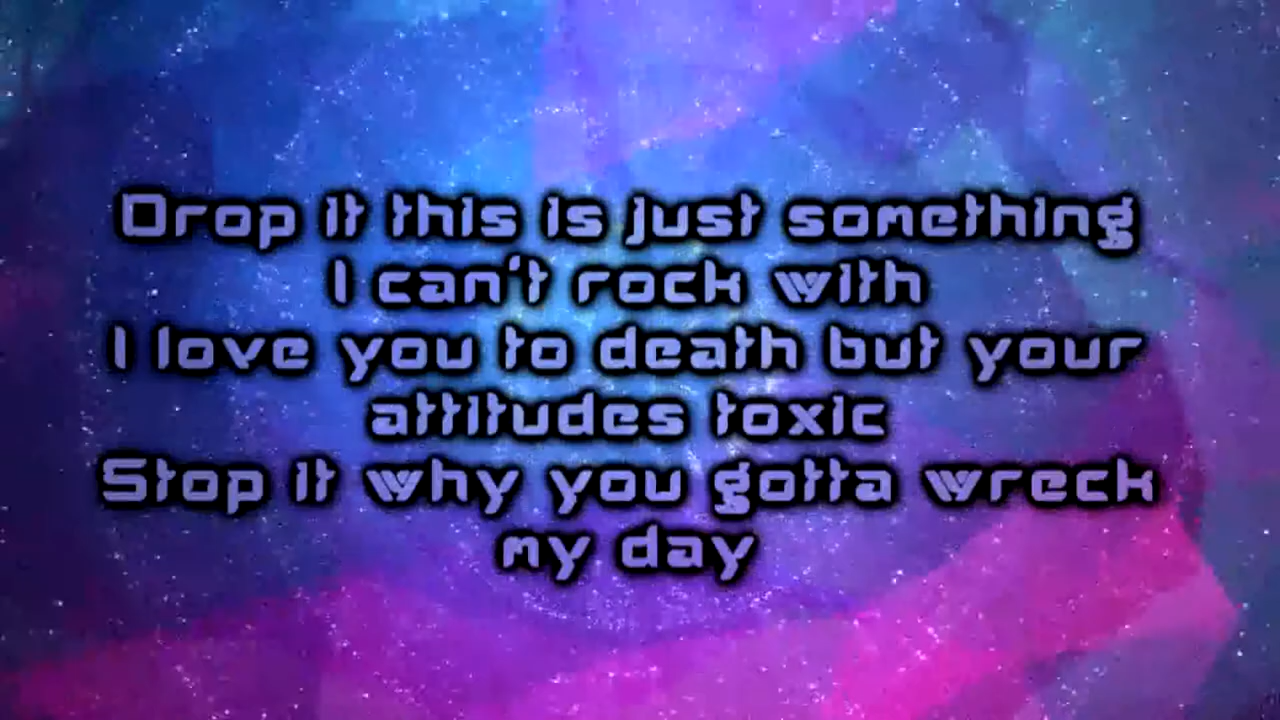 Drop it this is just something
I can't rock with
I love you to death but your
attitudes toxic
Stop it why you gotta wreck
my day